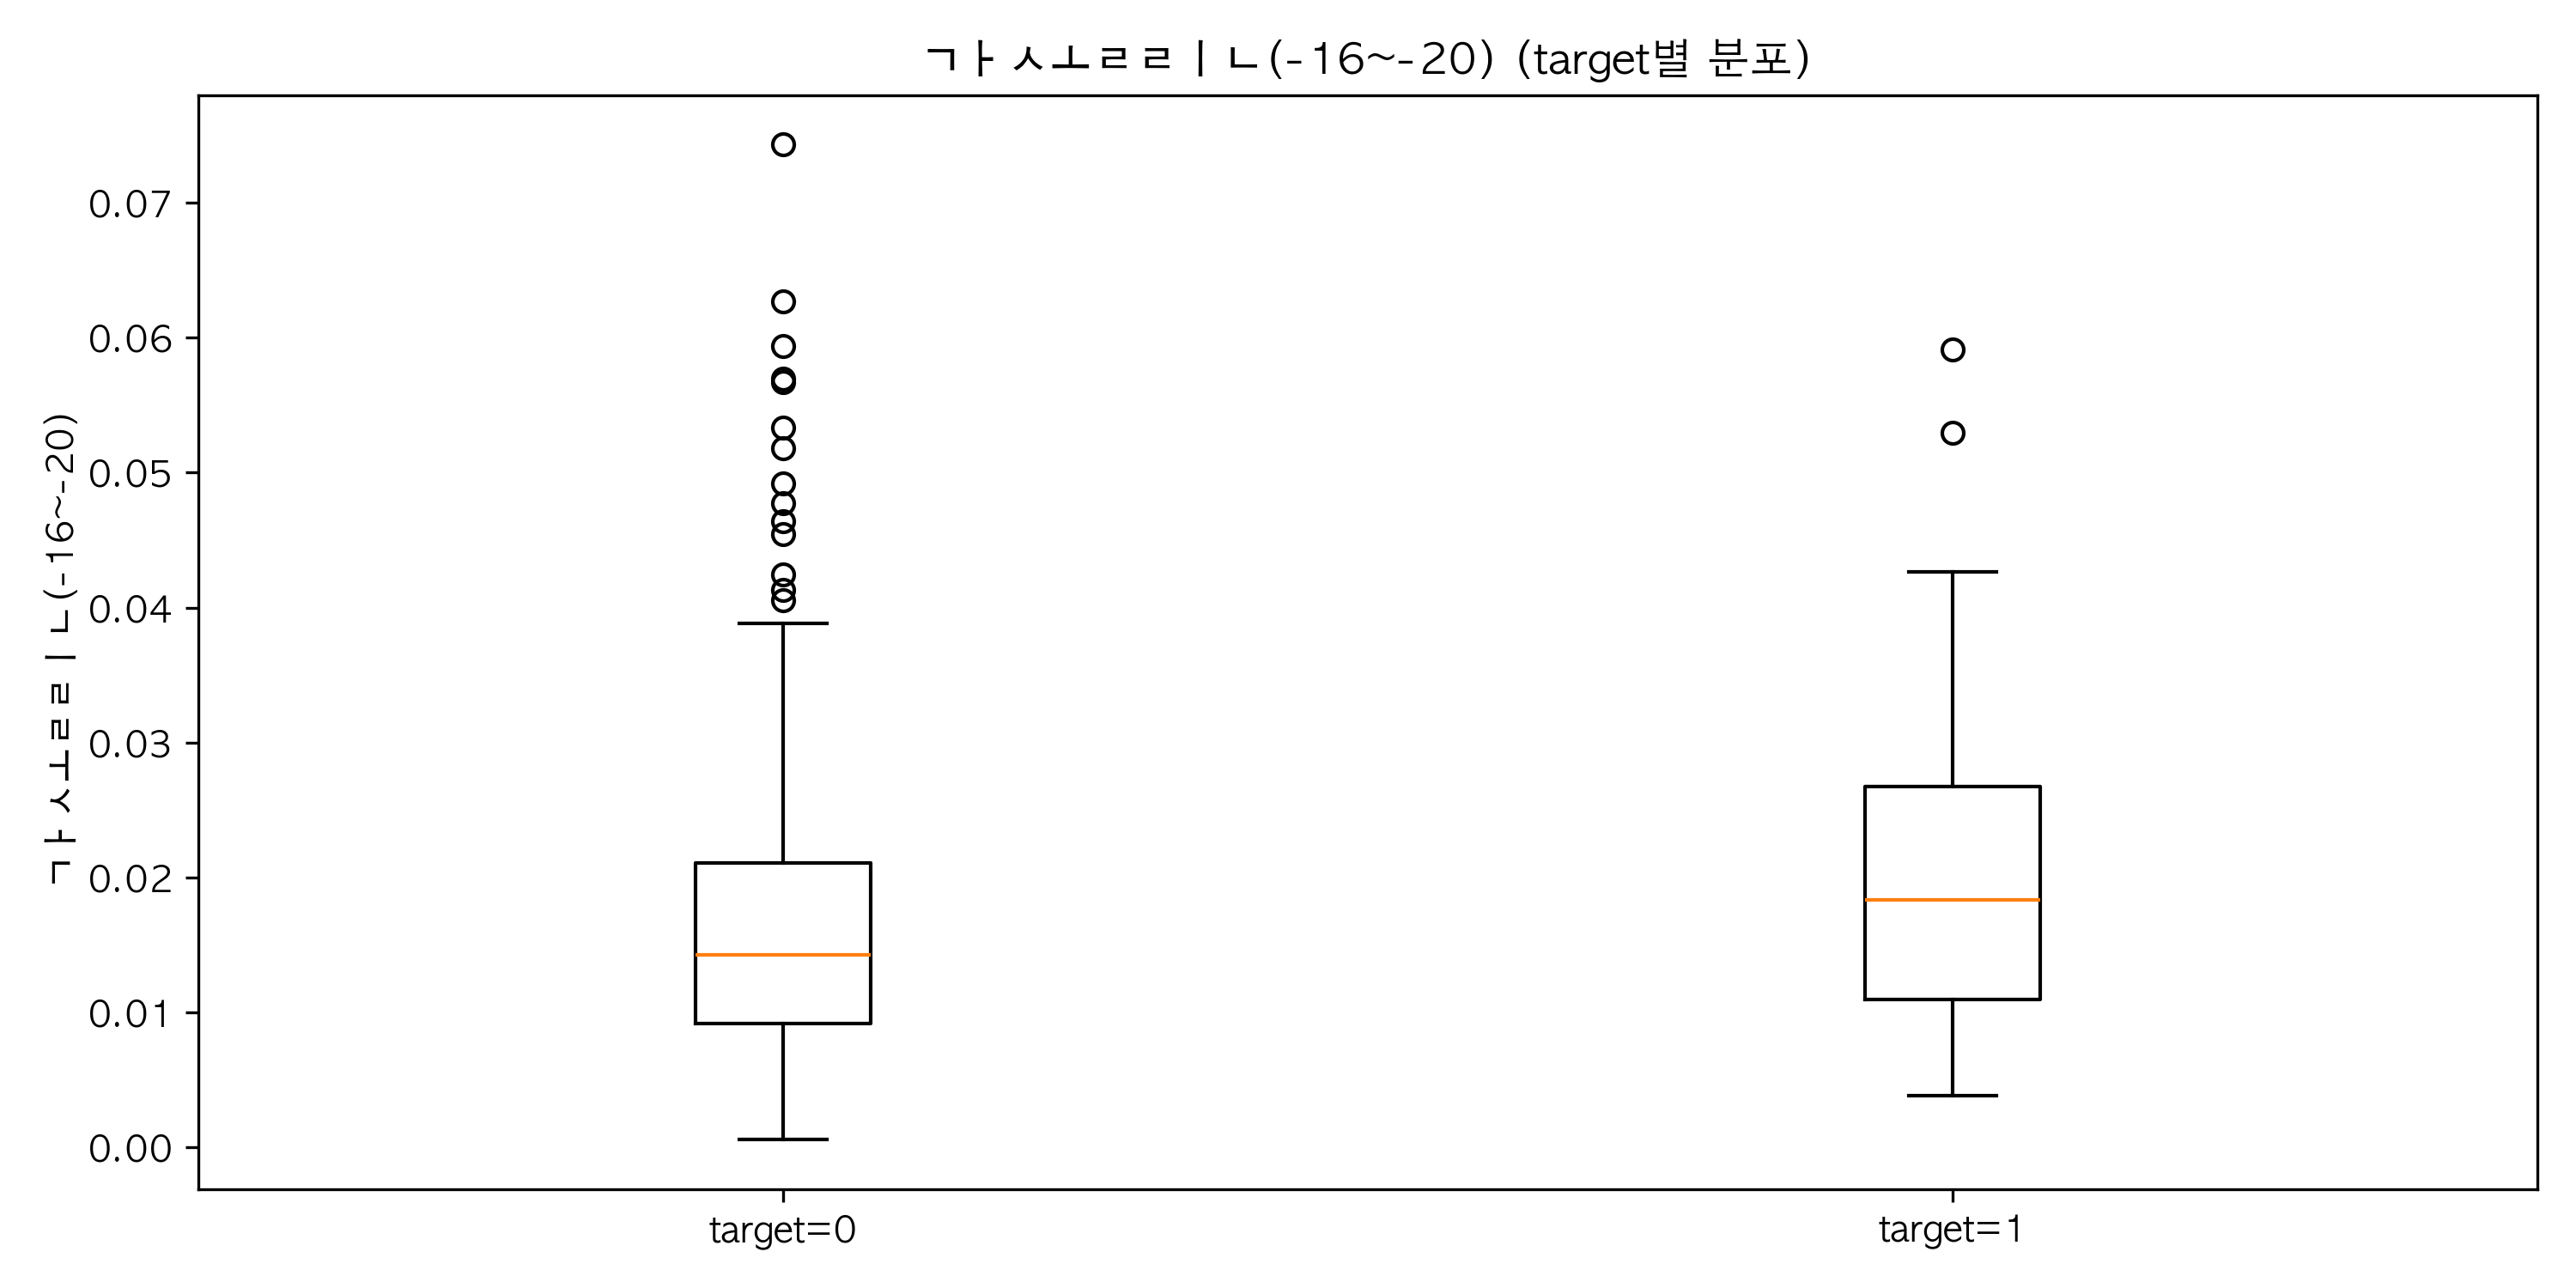 ㄱㅏㅅㅗㄹㄹㅣㄴ(-16~-20) (target별 분포)
ㄱㅏㅅㅗㄹㄹㅣㄴ(-16~-20)
0.07
0.06
0.05
0.04
0.03
0.02
0.01
0.00
target=0
target=1